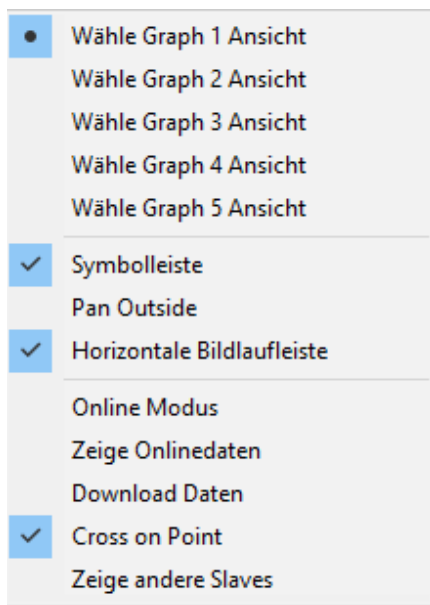 Wähle Graph 1 Ansicht
Wähle Graph 2 Ansicht
Wähle Graph 3 Ansicht
Wähle Graph 4 Ansicht
Wähle Graph 5 Ansicht
Symbolleiste
Pan Outside
Horizontale Bildlaufleiste
Online Modus
Zeige Onlinedaten
Download Daten
Cross on Point
Zeige andere Slaves